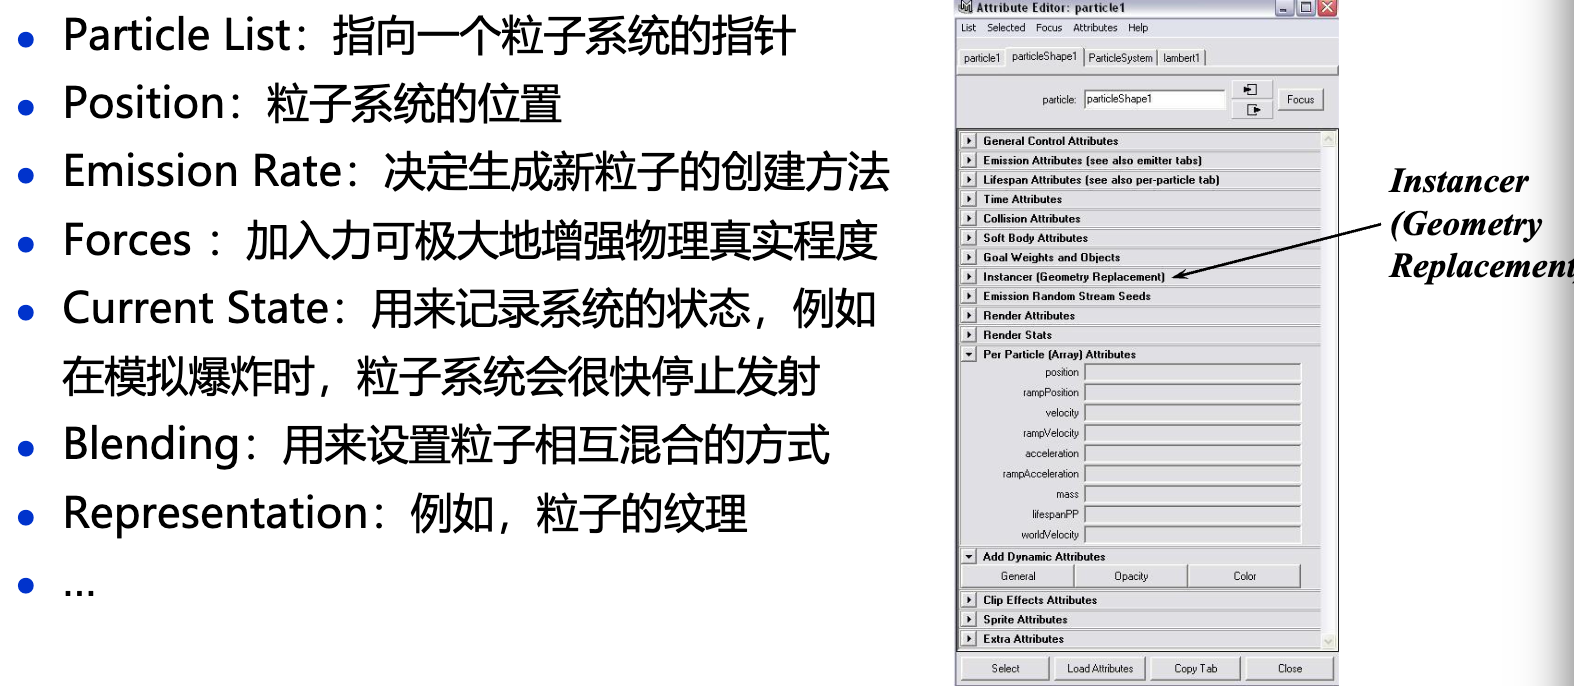 Particle List：指向一个粒子系统的指针
Position：粒子系统的位置
Emission Rate：决定生成新粒子的创建方法
Forces ：加入力可极大地增强物理真实程度
Current State：用来记录系统的状态，例如
在模拟爆炸时，粒子系统会很快停止发射
Blending：用来设置粒子相互混合的方式
Representation：例如，粒子的纹理
...
Attribute Editor: particle1
List Selected Focus Attributes Help
particle1 particleShape1 ParticleSystem lambert1
particle: particleShape1 Focus
General Control Attributes
Emission Attributes (see also emitter tabs)
Lifespan Attributes (see also per-particle tab)
Time Attributes
Collision Attributes
Soft Body Attributes
Goal Weights and Objects
Instancer (Geometry Replacement)
Emission Random Stream Seeds
Render Attributes
Render Stats
Per Particle (Array) Attributes
position
rampPosition
velocity
rampVelocity
acceleration
rampAcceleration
mass
lifespanPP
worldVelocity
Add Dynamic Attributes
General Opacity Color
Clip Effects Attributes
Sprite Attributes
Extra Attributes
Select Load Attributes Copy Tab Close
Instancer
(Geometry
Replacement)